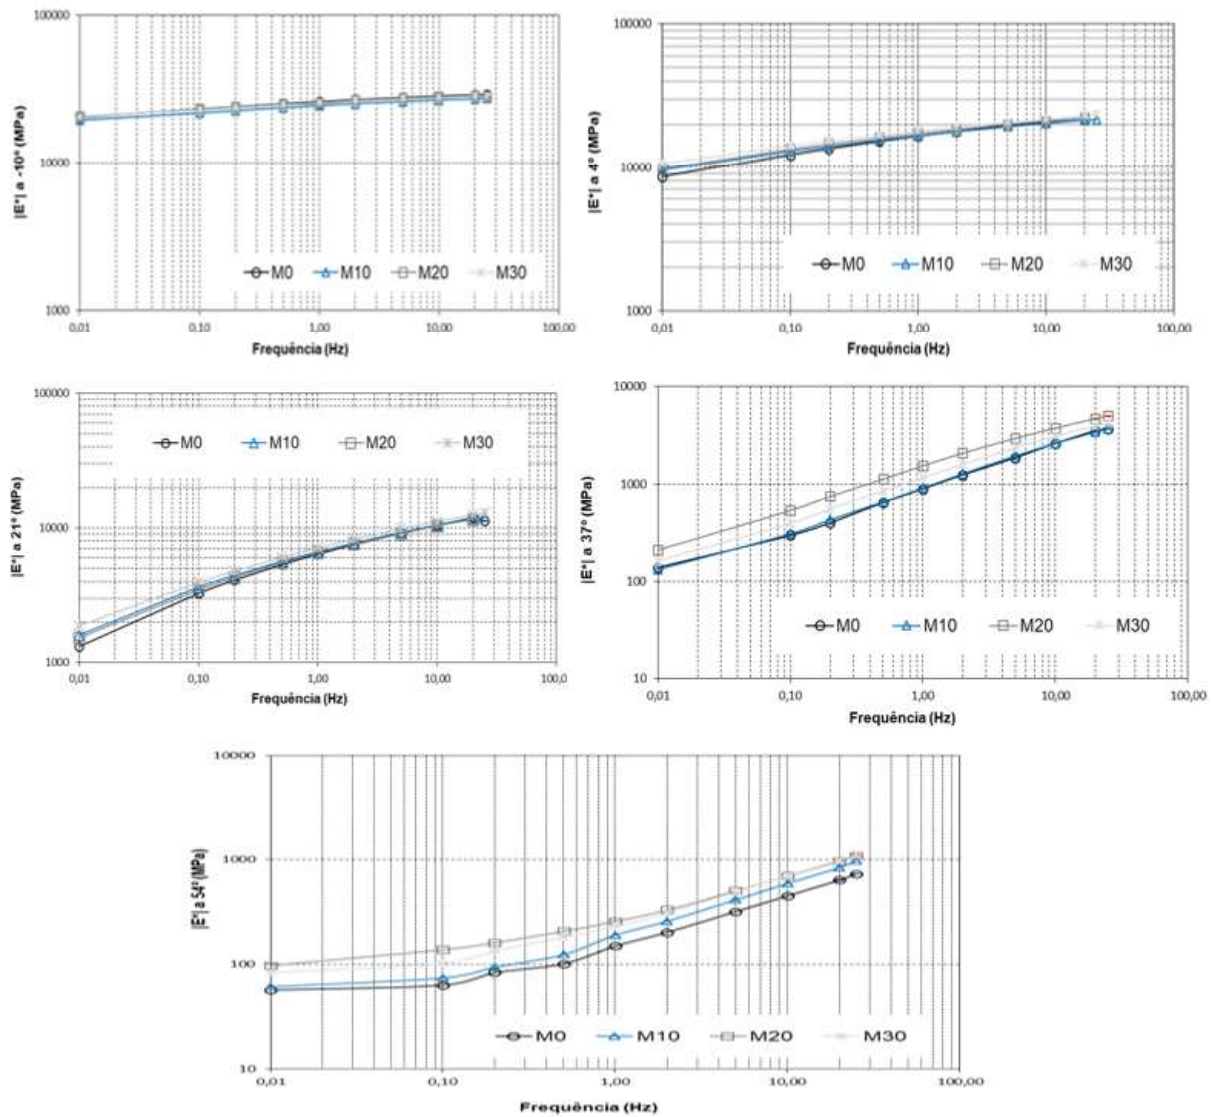 100000
10000
1000
|E*| a -10º (MPa)
M0 M10 M20 M30
0,01 0,10 1,00 10,00 100,00
Frequência (Hz)
100000
10000
1000
|E*| a 4º (MPa)
M0 M10 M20 M30
0,01 0,10 1,00 10,00 100,00
Frequência (Hz)
100000
10000
1000
|E*| a 21º (MPa)
M0 M10 M20 M30
0,01 0,10 1,00 10,00 100,0
Frequência (Hz)
10000
1000
100
10
|E*| a 37º (MPa)
M0 M10 M20 M30
0,01 0,10 1,00 10,00 100,00
Frequência (Hz)
10000
1000
100
10
|E*| a 54º (MPa)
M0 M10 M20 M30
0,01 0,10 1,00 10,00 100,00
Frequência (Hz)